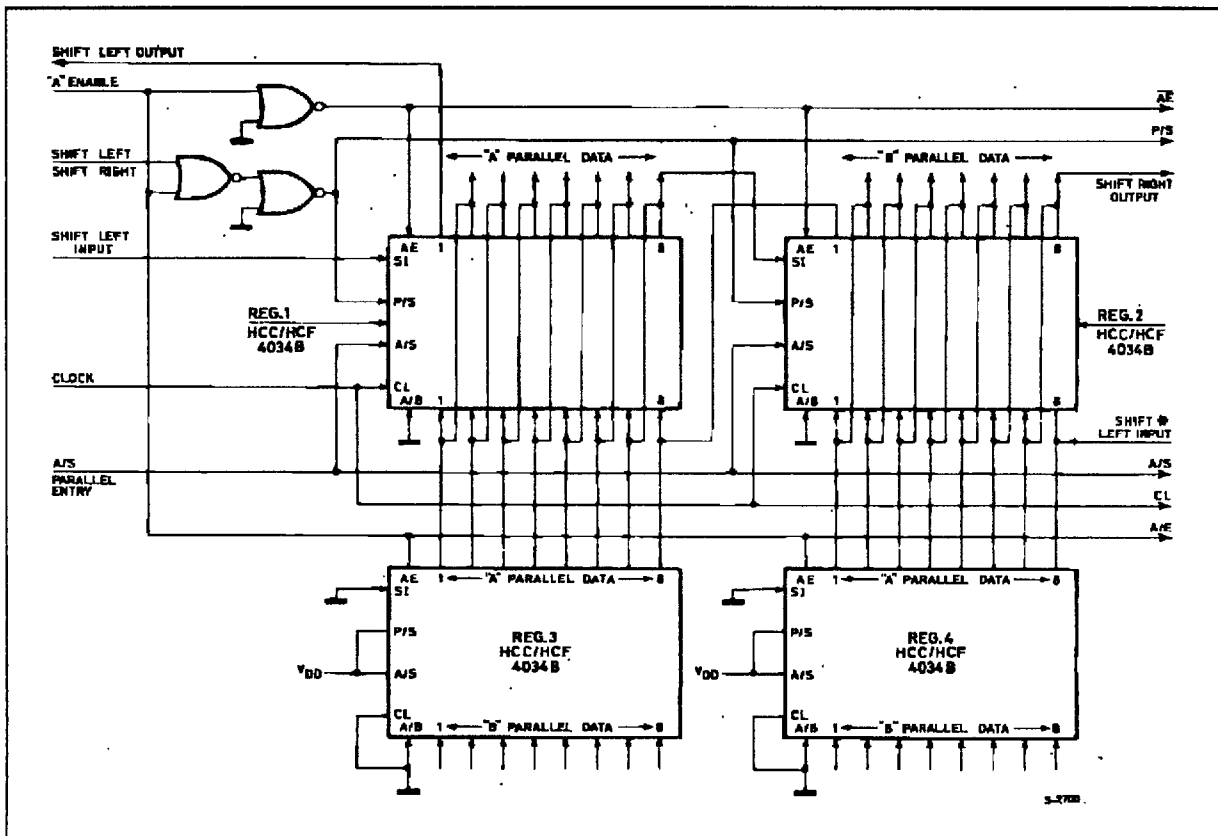 SHIFT LEFT OUTPUT
"A" ENABLE
AE
P/S
SHIFT LEFT
SHIFT RIGHT
"A" PARALLEL DATA
"B" PARALLEL DATA
SHIFT RIGHT
OUTPUT
SHIFT LEFT
INPUT
AE 1 8
SI
P/S
A/S
CL
A/B 1 8
REG.1
HCC/HCF
4034B
AE 1 8
SI
P/S
A/S
CL
A/B 1 8
REG.2
HCC/HCF
4034B
CLOCK
SHIFT *
LEFT INPUT
A/S
PARALLEL
ENTRY
A/S
CL
A/E
AE 1 "A" PARALLEL DATA 8
SI
P/S
VDD A/S
CL
A/B 1 "B" PARALLEL DATA 8
REG.3
HCC/HCF
4034B
AE 1 "A" PARALLEL DATA 8
SI
P/S
VDD A/S
CL
A/B 1 "B" PARALLEL DATA 8
REG.4
HCC/HCF
4034B